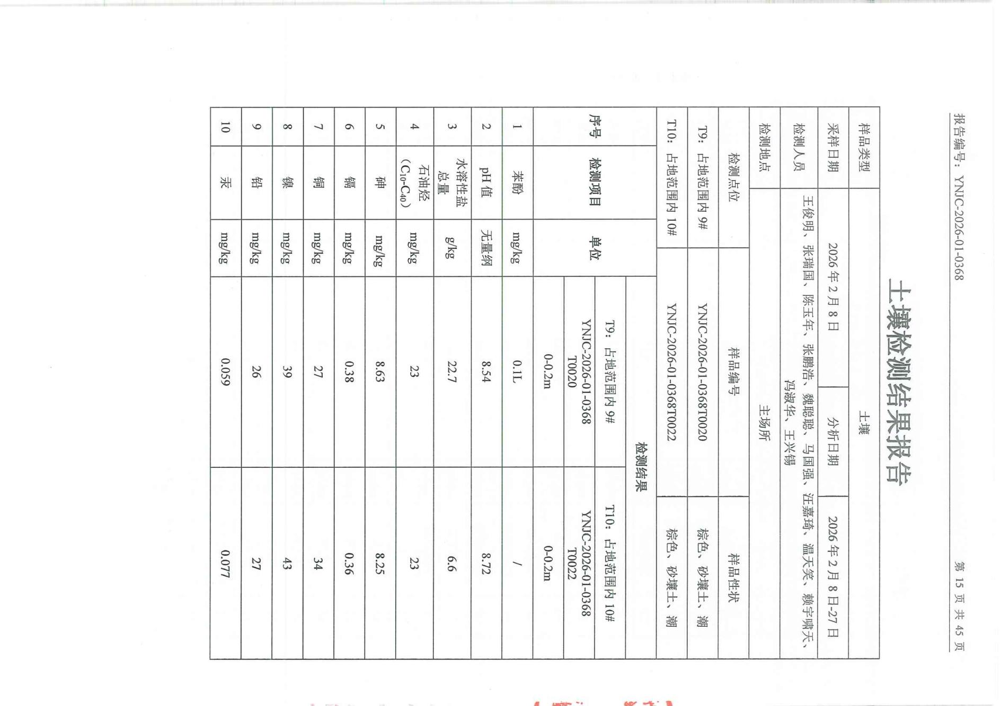 报告编号：YNJC-2026-01-0368 第 15 页 共 45 页
土壤检测结果报告
样品类型 土壤
采样日期 2026 年 2 月 8 日 分析日期 2026 年 2 月 8 日-27 日
检测人员 王俊明、张瑞国、陈玉年、张鹏浩、魏聪聪、马国强、汪嘉琦、温天笑、赖宇啸天、
冯淑华、王兴锡
检测地点 主场所
检测点位 样品编号 样品性状
T9：占地范围内 9# YNJC-2026-01-0368T0020 棕色、砂壤土、潮
T10：占地范围内 10# YNJC-2026-01-0368T0022 棕色、砂壤土、潮
序号 检测项目 单位 检测结果
T9：占地范围内 9# T10：占地范围内 10#
YNJC-2026-01-0368 YNJC-2026-01-0368
T0020 T0022
0-0.2m 0-0.2m
1 苯酚 mg/kg 0.1L /
2 pH 值 无量纲 8.54 8.72
3 水溶性盐
总量 g/kg 22.7 6.6
4 石油烃
（C10-C40） mg/kg 23 23
5 砷 mg/kg 8.63 8.25
6 镉 mg/kg 0.38 0.36
7 铜 mg/kg 27 34
8 镍 mg/kg 39 43
9 铅 mg/kg 26 27
10 汞 mg/kg 0.059 0.077